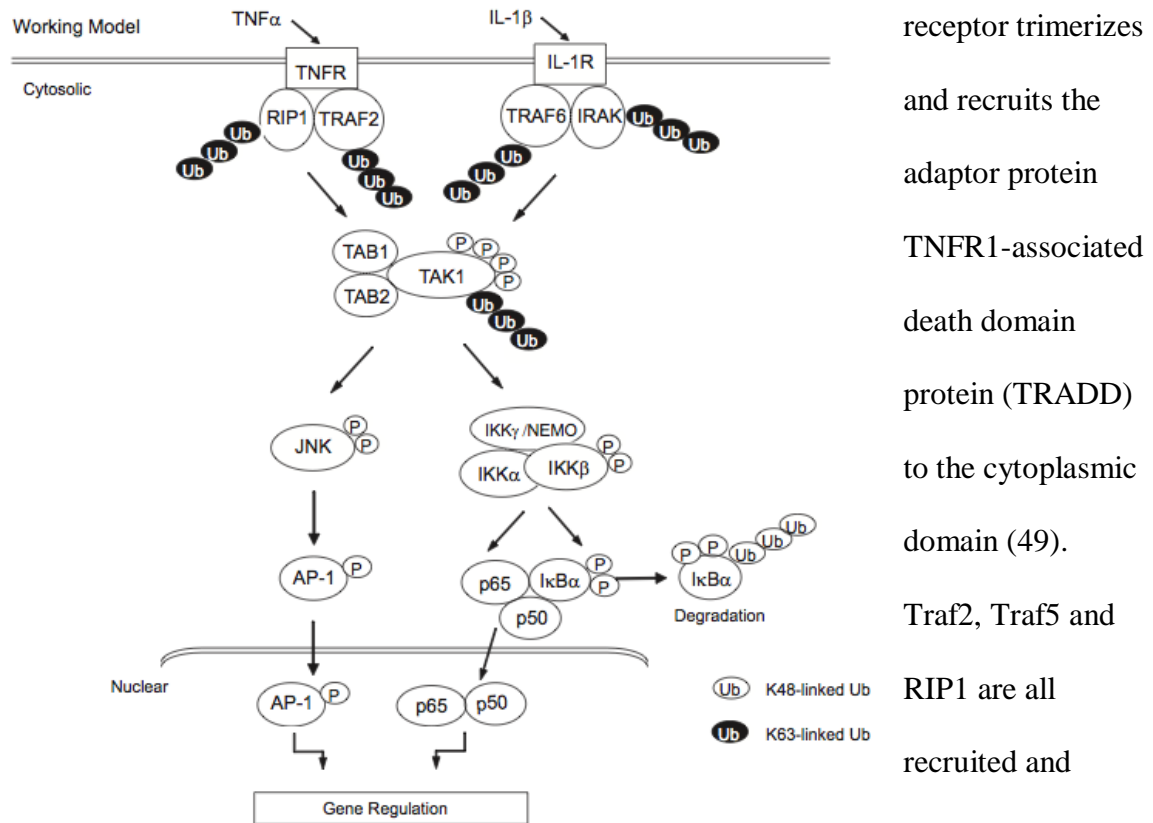 Working Model
TNFα
IL-1β
TNFR
IL-1R
Cytosolic
RIP1
TRAF2
TRAF6
IRAK
Ub
Ub
Ub
Ub
Ub
Ub
Ub
Ub
Ub
Ub
Ub
Ub
TAB1
TAB2
TAK1
P
P
P
P
Ub
Ub
Ub
JNK
P
P
IKKγ/NEMO
IKKα
IKKβ
P
P
AP-1
P
p65
IκBα
p50
P
P
P
P
Ub
Ub
Ub
IκBα
Degradation
Nuclear
AP-1
P
p65
p50
Ub K48-linked Ub
Ub K63-linked Ub
Gene Regulation
receptor trimerizes
and recruits the
adaptor protein
TNFR1-associated
death domain
protein (TRADD)
to the cytoplasmic
domain (49).
Traf2, Traf5 and
RIP1 are all
recruited and